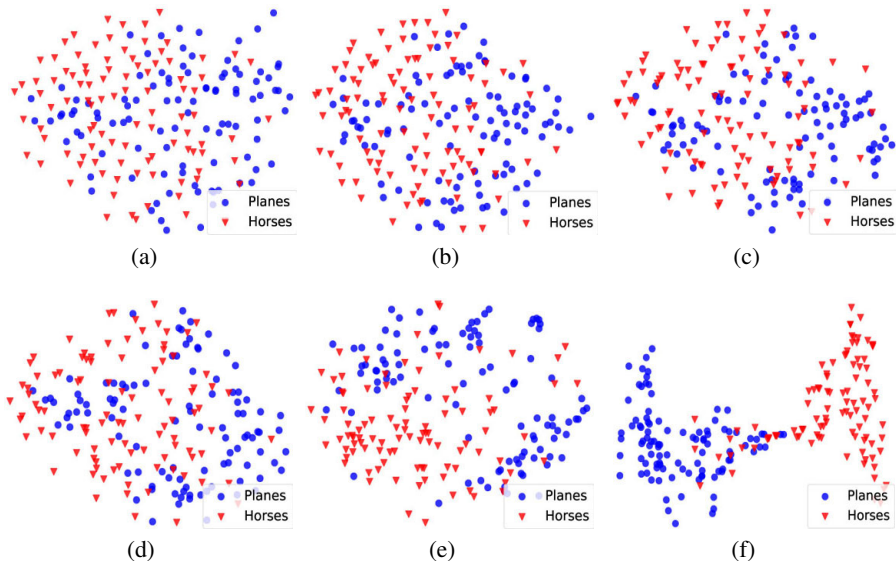 Planes
Horses
(a)
Planes
Horses
(b)
Planes
Horses
(c)
Planes
Horses
(d)
Planes
Horses
(e)
Planes
Horses
(f)